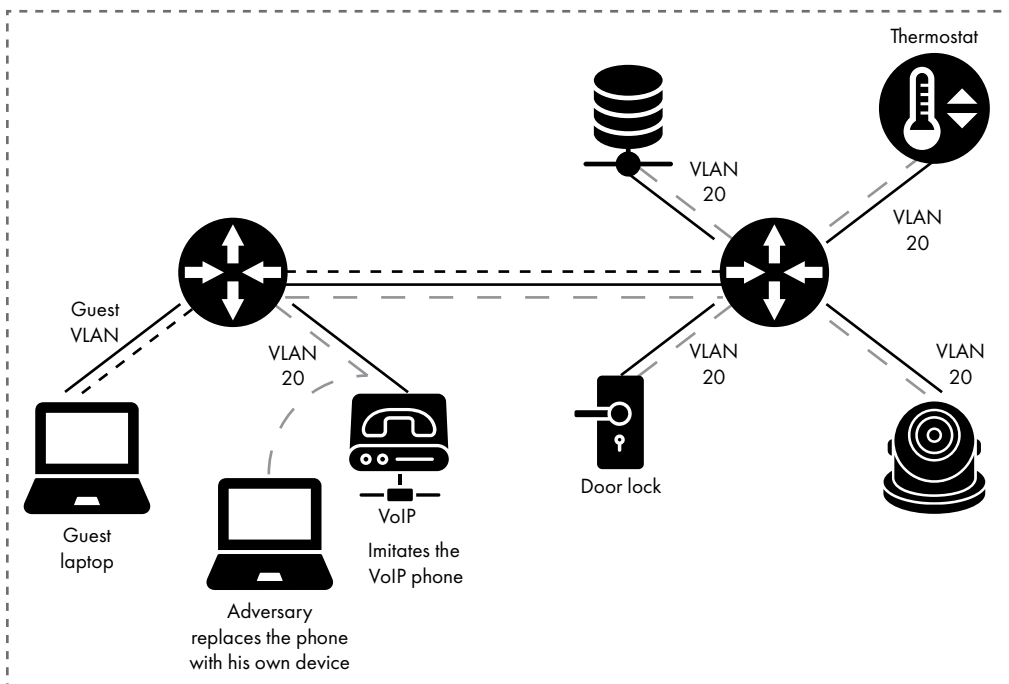 Thermostat
VLAN
20
VLAN
20
Guest
VLAN
VLAN
20
VLAN
20
VLAN
20
Door lock
VoIP
Guest
laptop
Imitates the
VoIP phone
Adversary
replaces the phone
with his own device